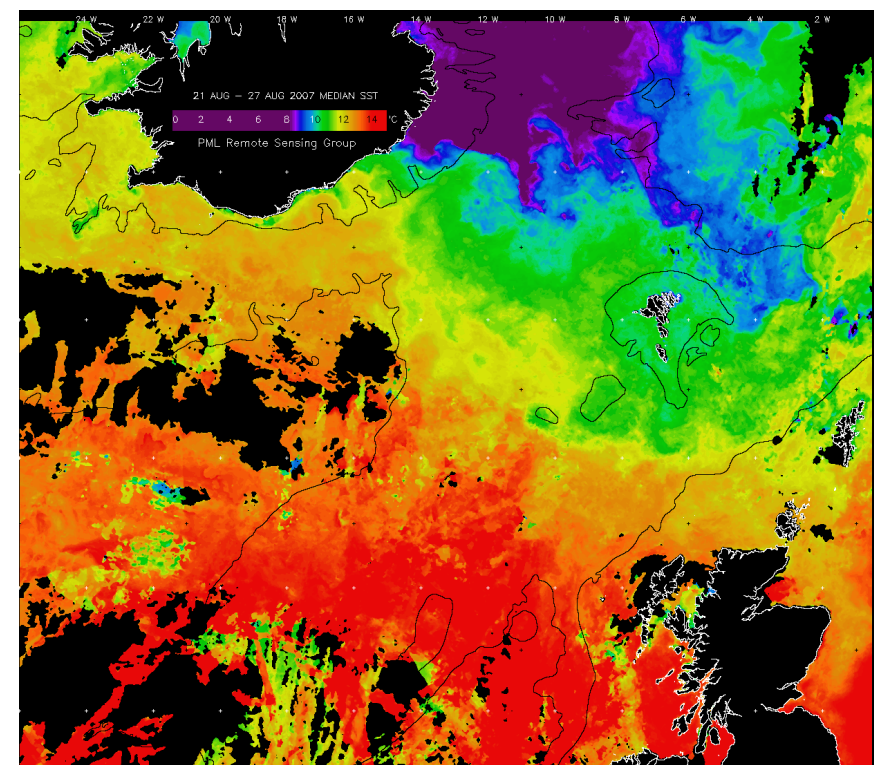 24 W 22 W 20 W 18 W 16 W 14 W 12 W 10 W 8 W 6 W 4 W 2 W
21 AUG – 27 AUG 2007 MEDIAN SST
0 2 4 6 8 10 12 14 °C
PML Remote Sensing Group